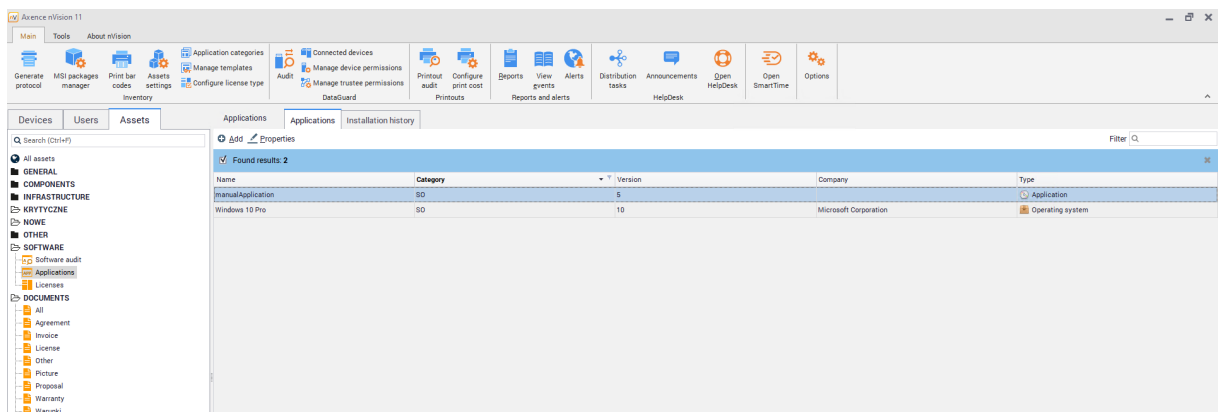 nV Axence nVision 11
Main Tools About nVision
Generate protocol
MSI packages manager
Print bar codes
Assets settings
Application categories
Manage templates
Configure license type
Inventory
Audit
Connected devices
Manage device permissions
Manage trustee permissions
DataGuard
Printout audit
Configure print cost
Printouts
Reports
View events
Alerts
Reports and alerts
Distribution tasks
Announcements
Open HelpDesk
HelpDesk
Open SmartTime
Options
Devices Users Assets
Applications Applications Installation history
Search (Ctrl+F)
Add Properties
Filter
All assets
GENERAL
COMPONENTS
INFRASTRUCTURE
KRYTYCZNE
NOWE
OTHER
SOFTWARE
Software audit
Applications
Licenses
DOCUMENTS
All
Agreement
Invoice
License
Other
Picture
Proposal
Warranty
Warunki
Found results: 2
Name Category Version Company Type
manualApplication SO 5 Application
Windows 10 Pro SO 10 Microsoft Corporation Operating system